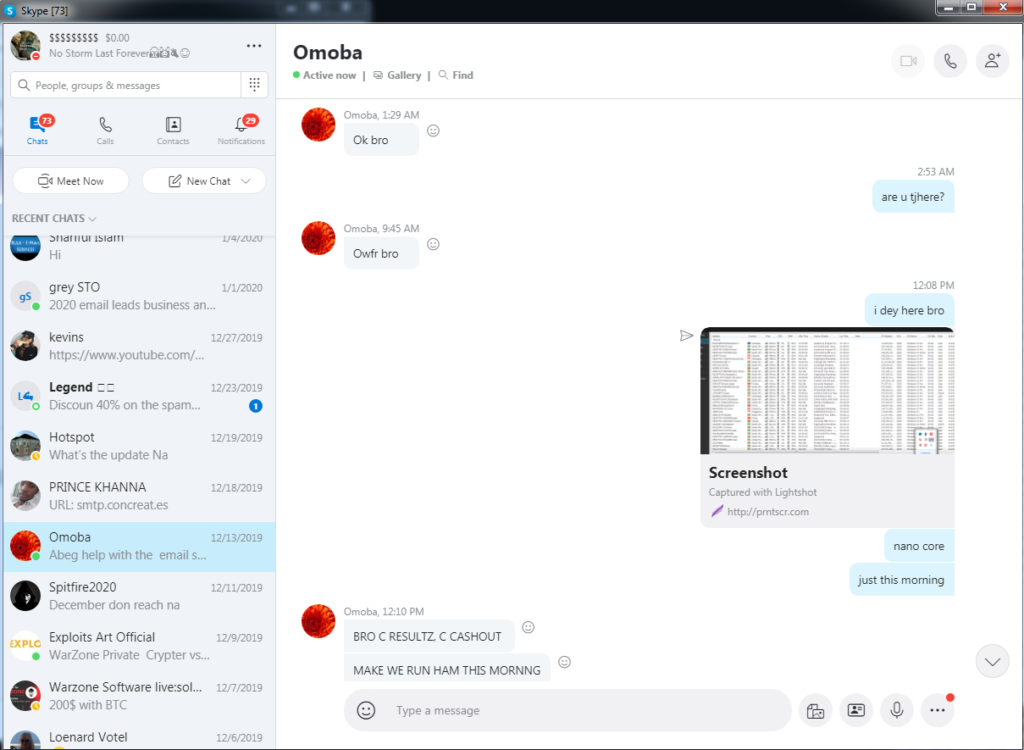 Skype [73]
$$$$$$$$$ $0.00
No Storm Last Forever
People, groups & messages
73
29
Chats
Calls
Contacts
Notifications
Meet Now
New Chat
RECENT CHATS
Shariful Islam 1/4/2020
Hi
gS
grey STO 1/1/2020
2020 email leads business an...
kevins 12/27/2019
https://www.youtube.com/...
Legend 12/23/2019
Discoun 40% on the spam...
1
Hotspot 12/19/2019
What's the update Na
PRINCE KHANNA 12/18/2019
URL: smtp.concreat.es
Omoba 12/13/2019
Abeg help with the email s...
Spitfire2020 12/11/2019
December don reach na
EXPLO
Exploits Art Official 12/9/2019
WarZone Private Crypter vs...
Warzone Software live:sol... 12/7/2019
200$ with BTC
Loenard Votel 12/6/2019
Omoba
Active now | Gallery | Find
Omoba, 1:29 AM
Ok bro
2:53 AM
are u tjhere?
Omoba, 9:45 AM
Owfr bro
12:08 PM
i dey here bro
Screenshot
Captured with Lightshot
http://prntscr.com
nano core
just this morning
Omoba, 12:10 PM
BRO C RESULTZ, C CASHOUT
MAKE WE RUN HAM THIS MORNNG
Type a message